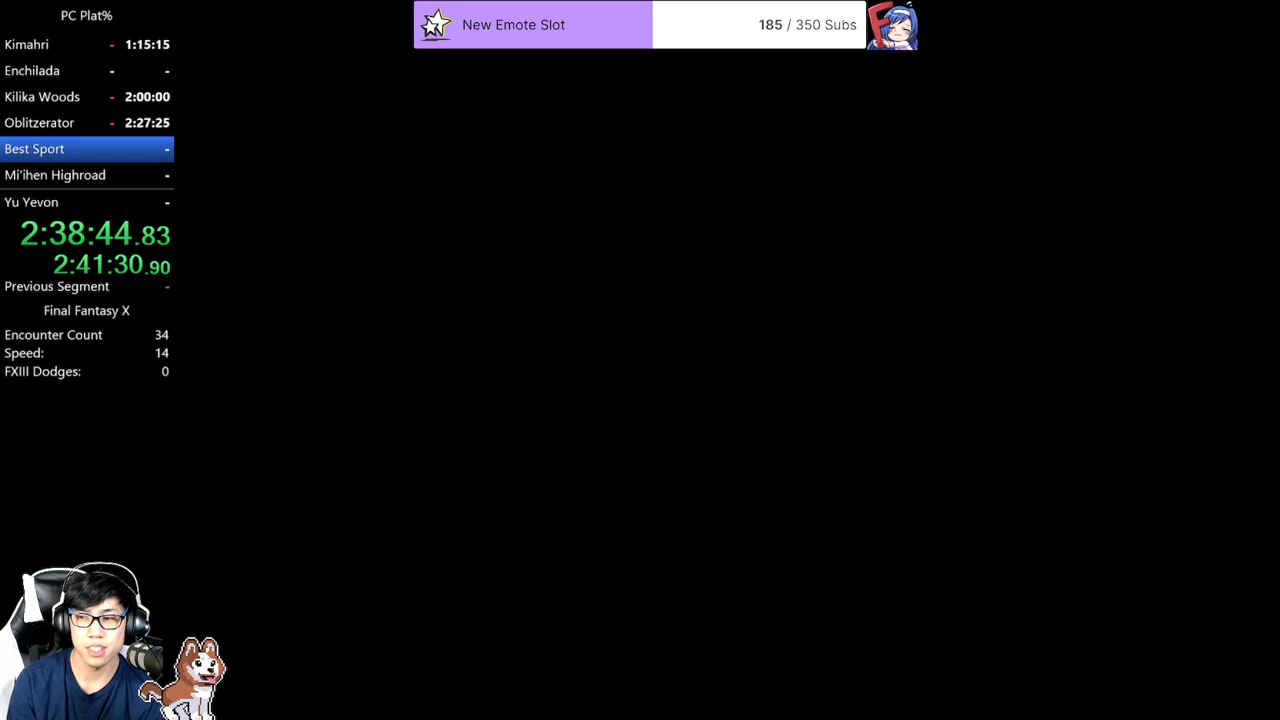 PC Plat%
Kimahri - 1:15:15
Enchilada - -
Kilika Woods - 2:00:00
Oblitzerator - 2:27:25
Best Sport -
Mi'ihen Highroad -
Yu Yevon -
2:38:44.83
2:41:30.90
Previous Segment -
Final Fantasy X
Encounter Count 34
Speed: 14
FXIII Dodges: 0
New Emote Slot 185 / 350 Subs
F